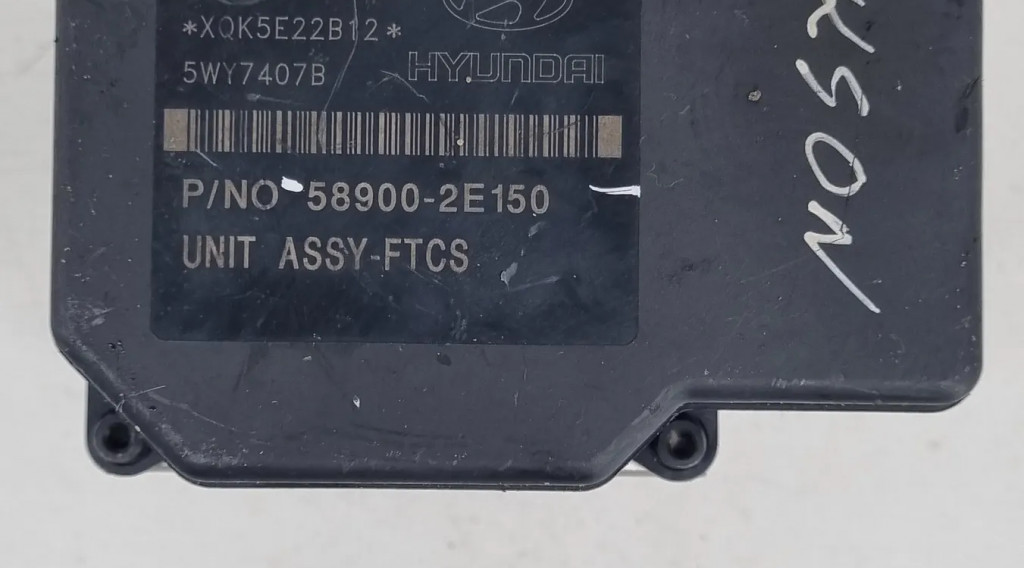 *XQK5E22B12*
5WY7407B
HYUNDAI
P/NO 58900-2E150
UNIT ASSY-FTCS